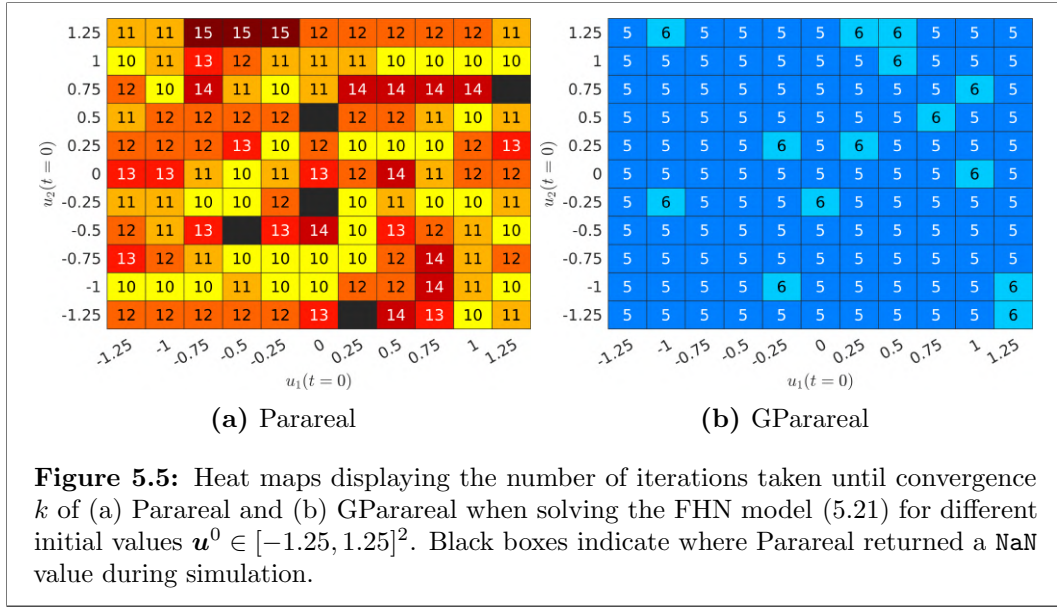 1.25 11 11 15 15 15 12 12 12 12 12 11
1 10 11 13 12 11 11 11 10 10 10 10
0.75 12 10 14 11 10 11 14 14 14 14
0.5 11 12 12 12 12 12 12 11 10 11
0.25 12 12 12 13 10 12 10 10 10 12 13
0 13 13 11 10 11 13 12 14 11 12 12
-0.25 11 11 10 10 12 10 11 10 10 11
-0.5 12 11 13 13 14 10 13 12 11 10
-0.75 13 12 11 10 10 10 10 12 14 11 12
-1 10 10 10 11 10 10 12 12 14 11 10
-1.25 12 12 12 12 12 13 14 13 10 11
u₂(t = 0)
-1.25 -1 -0.75 -0.5 -0.25 0 0.25 0.5 0.75 1 1.25
u₁(t = 0)
(a) Parareal
1.25 5 6 5 5 5 5 6 6 5 5 5
1 5 5 5 5 5 5 5 6 5 5 5
0.75 5 5 5 5 5 5 5 5 5 6 5
0.5 5 5 5 5 5 5 5 5 6 5 5
0.25 5 5 5 5 6 5 6 5 5 5 5
0 5 5 5 5 5 5 5 5 5 6 5
-0.25 5 6 5 5 5 6 5 5 5 5 5
-0.5 5 5 5 5 5 5 5 5 5 5 5
-0.75 5 5 5 5 5 5 5 5 5 5 5
-1 5 5 5 5 6 5 5 5 5 5 6
-1.25 5 5 5 5 5 5 5 5 5 5 6
u₂(t = 0)
-1.25 -1 -0.75 -0.5 -0.25 0 0.25 0.5 0.75 1 1.25
u₁(t = 0)
(b) GParareal
Figure 5.5: Heat maps displaying the number of iterations taken until convergence
k of (a) Parareal and (b) GParareal when solving the FHN model (5.21) for different
initial values u⁰ ∈ [−1.25, 1.25]². Black boxes indicate where Parareal returned a NaN
value during simulation.